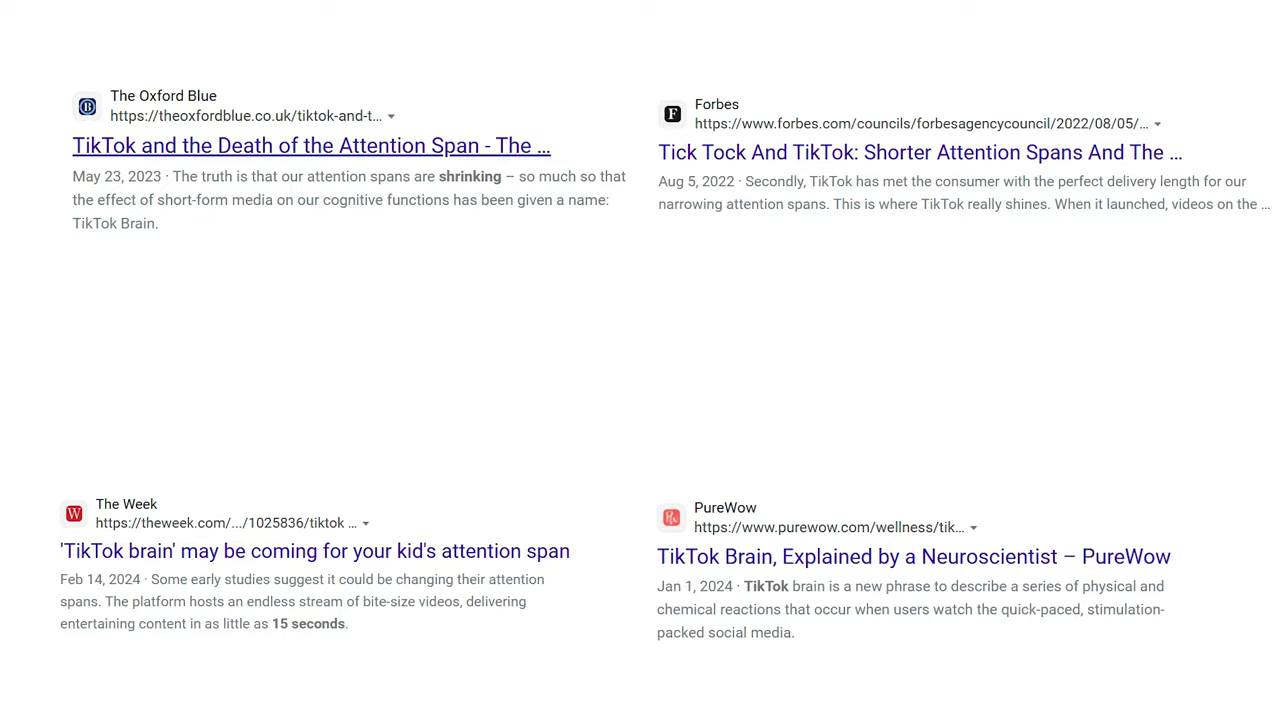 The Oxford Blue
https://theoxfordblue.co.uk/tiktok-and-t...
TikTok and the Death of the Attention Span - The ...
May 23, 2023 · The truth is that our attention spans are shrinking – so much so that
the effect of short-form media on our cognitive functions has been given a name:
TikTok Brain.
Forbes
https://www.forbes.com/councils/forbesagencycouncil/2022/08/05/...
Tick Tock And TikTok: Shorter Attention Spans And The ...
Aug 5, 2022 · Secondly, TikTok has met the consumer with the perfect delivery length for our
narrowing attention spans. This is where TikTok really shines. When it launched, videos on the ...
The Week
https://theweek.com/.../1025836/tiktok ...
'TikTok brain' may be coming for your kid's attention span
Feb 14, 2024 · Some early studies suggest it could be changing their attention
spans. The platform hosts an endless stream of bite-size videos, delivering
entertaining content in as little as 15 seconds.
PureWow
https://www.purewow.com/wellness/tik...
TikTok Brain, Explained by a Neuroscientist – PureWow
Jan 1, 2024 · TikTok brain is a new phrase to describe a series of physical and
chemical reactions that occur when users watch the quick-paced, stimulation-
packed social media.